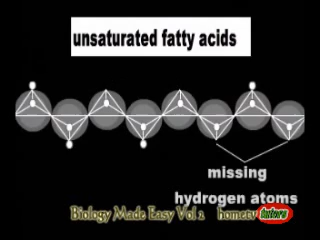 unsaturated fatty acids
missing
hydrogen atoms
Biology Made Easy Vol 2 hometv